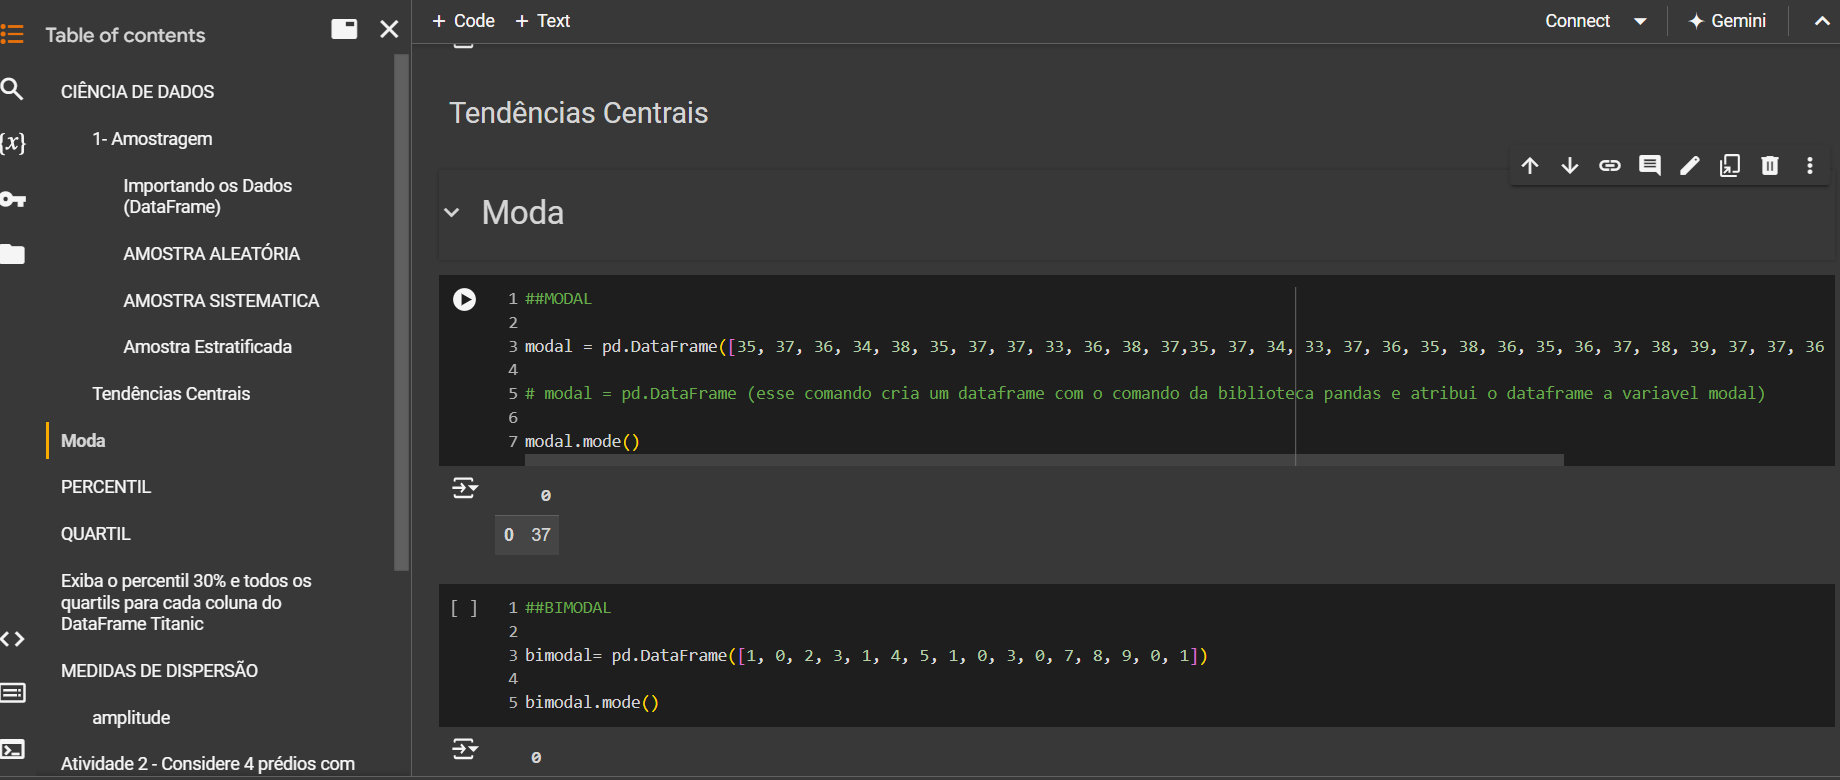 Table of contents
CIÊNCIA DE DADOS
1- Amostragem
Importando os Dados
(DataFrame)
AMOSTRA ALEATÓRIA
AMOSTRA SISTEMATICA
Amostra Estratificada
Tendências Centrais
Moda
PERCENTIL
QUARTIL
Exiba o percentil 30% e todos os
quartils para cada coluna do
DataFrame Titanic
MEDIDAS DE DISPERSÃO
amplitude
Atividade 2 - Considere 4 prédios com
{x}
+ Code + Text
Connect
Gemini
Tendências Centrais
Moda
1 ##MODAL
2
3 modal = pd.DataFrame([35, 37, 36, 34, 38, 35, 37, 37, 33, 36, 38, 37,35, 37, 34, 33, 37, 36, 35, 38, 36, 35, 36, 37, 38, 39, 37, 37, 36
4
5 # modal = pd.DataFrame (esse comando cria um dataframe com o comando da biblioteca pandas e atribui o dataframe a variavel modal)
6
7 modal.mode()
0
0 37
[ ]
1 ##BIMODAL
2
3 bimodal= pd.DataFrame([1, 0, 2, 3, 1, 4, 5, 1, 0, 3, 0, 7, 8, 9, 0, 1])
4
5 bimodal.mode()
0